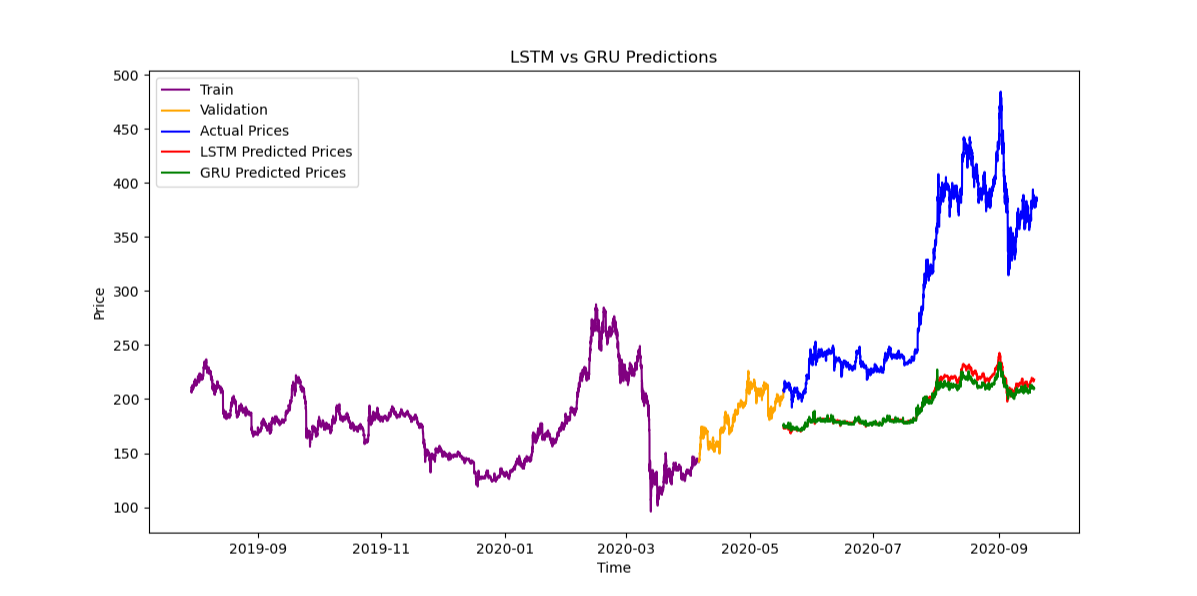 LSTM vs GRU Predictions
Train
Validation
Actual Prices
LSTM Predicted Prices
GRU Predicted Prices
500
450
400
350
300
250
200
150
100
Price
2019-09 2019-11 2020-01 2020-03 2020-05 2020-07 2020-09
Time